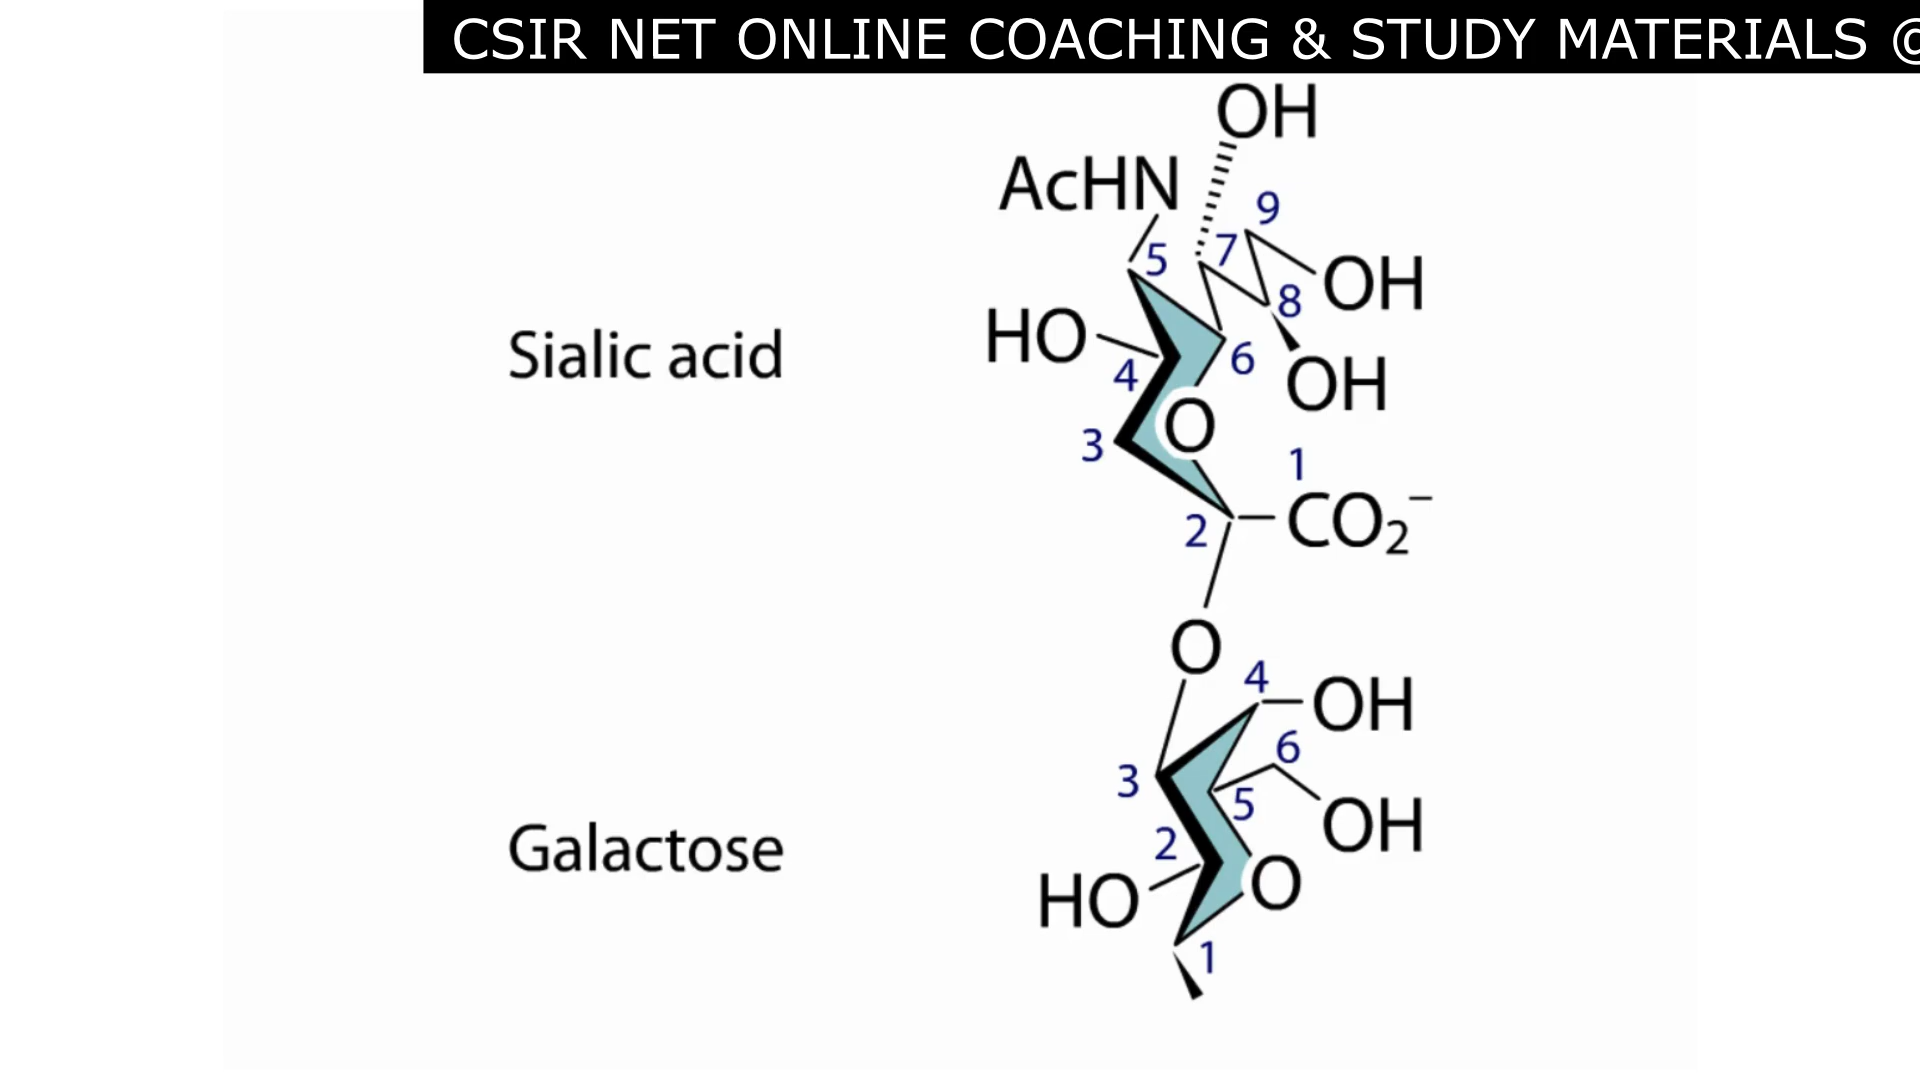 CSIR NET ONLINE COACHING & STUDY MATERIALS @
OH
AcHN
9
7
5
OH
8
HO
4
6
OH
Sialic acid
O
3
1
CO₂⁻
2
O
4
OH
6
3
5
OH
Galactose
2
O
HO
1